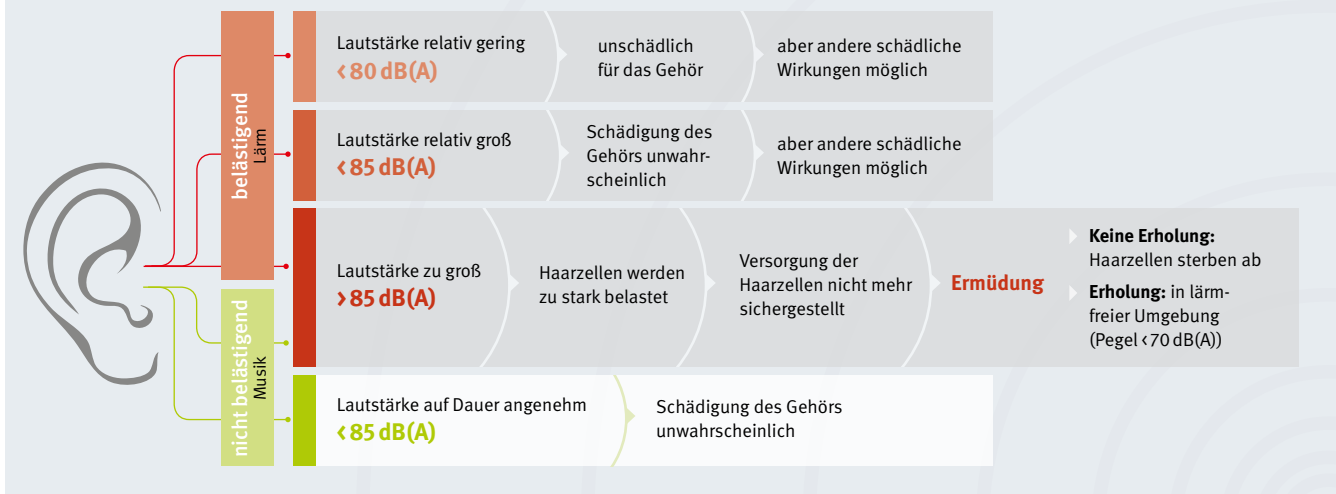 belästigend
Lärm
Lautstärke relativ gering
< 80 dB(A)
unschädlich
für das Gehör
aber andere schädliche
Wirkungen möglich
Lautstärke relativ groß
< 85 dB(A)
Schädigung des
Gehörs unwahr-
scheinlich
aber andere schädliche
Wirkungen möglich
Lautstärke zu groß
> 85 dB(A)
Haarzellen werden
zu stark belastet
Versorgung der
Haarzellen nicht mehr
sichergestellt
Ermüdung
Keine Erholung:
Haarzellen sterben ab
Erholung: in lärm-
freier Umgebung
(Pegel < 70 dB(A))
nicht belästigend
Musik
Lautstärke auf Dauer angenehm
< 85 dB(A)
Schädigung des Gehörs
unwahrscheinlich